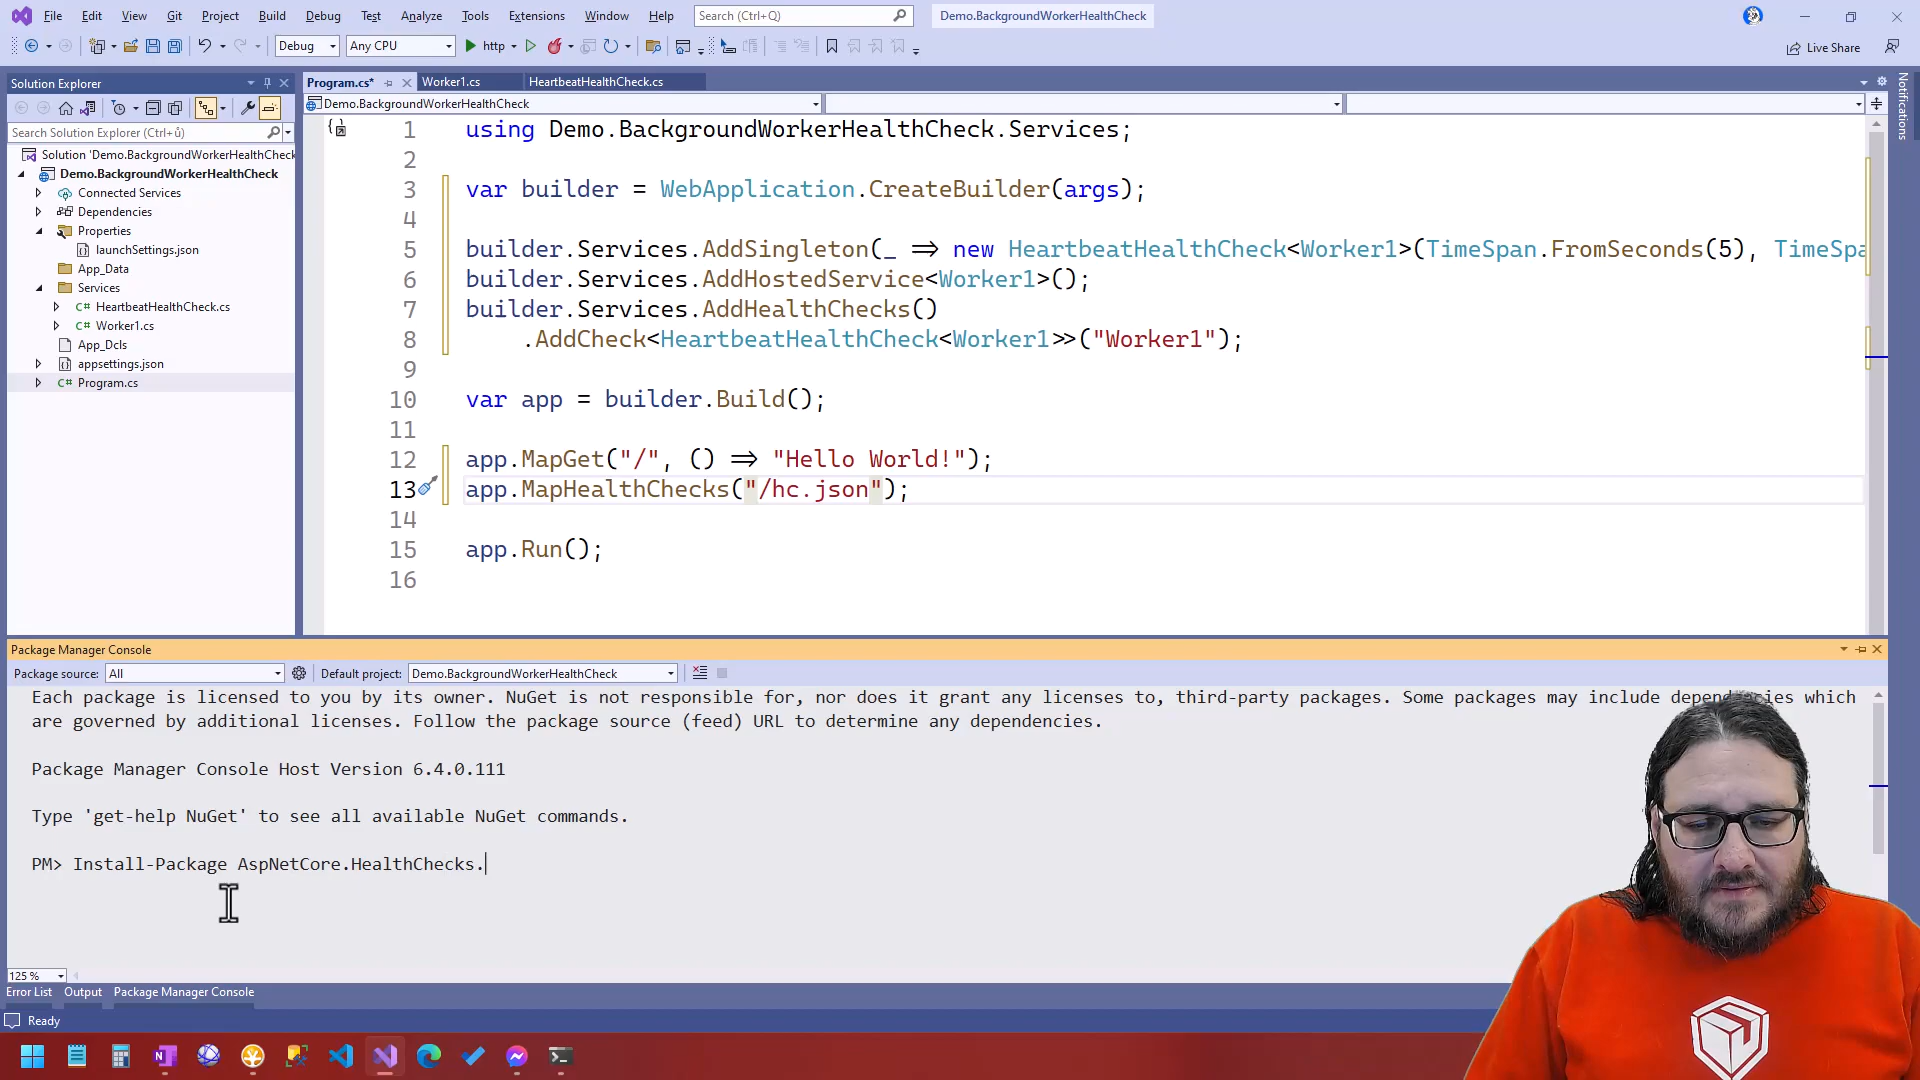 File Edit View Git Project Build Debug Test Analyze Tools Extensions Window Help Search (Ctrl+Q) Demo.BackgroundWorkerHealthCheck
Debug Any CPU http Live Share
Solution Explorer
Search Solution Explorer (Ctrl+ů)
Solution 'Demo.BackgroundWorkerHealthCheck
Demo.BackgroundWorkerHealthCheck
Connected Services
Dependencies
Properties
launchSettings.json
App_Data
Services
C# HeartbeatHealthCheck.cs
C# Worker1.cs
App_Dcls
appsettings.json
C# Program.cs
Program.cs* Worker1.cs HeartbeatHealthCheck.cs
Demo.BackgroundWorkerHealthCheck
1 using Demo.BackgroundWorkerHealthCheck.Services;
2
3 var builder = WebApplication.CreateBuilder(args);
4
5 builder.Services.AddSingleton(_ => new HeartbeatHealthCheck<Worker1>(TimeSpan.FromSeconds(5), TimeSpa
6 builder.Services.AddHostedService<Worker1>();
7 builder.Services.AddHealthChecks()
8 .AddCheck<HeartbeatHealthCheck<Worker1>>("Worker1");
9
10 var app = builder.Build();
11
12 app.MapGet("/", () => "Hello World!");
13 app.MapHealthChecks("/hc.json");
14
15 app.Run();
16
Notifications
Package Manager Console
Package source: All Default project: Demo.BackgroundWorkerHealthCheck
Each package is licensed to you by its owner. NuGet is not responsible for, nor does it grant any licenses to, third-party packages. Some packages may include dependencies which
are governed by additional licenses. Follow the package source (feed) URL to determine any dependencies.
Package Manager Console Host Version 6.4.0.111
Type 'get-help NuGet' to see all available NuGet commands.
PM> Install-Package AspNetCore.HealthChecks.
125 %
Error List Output Package Manager Console
Ready